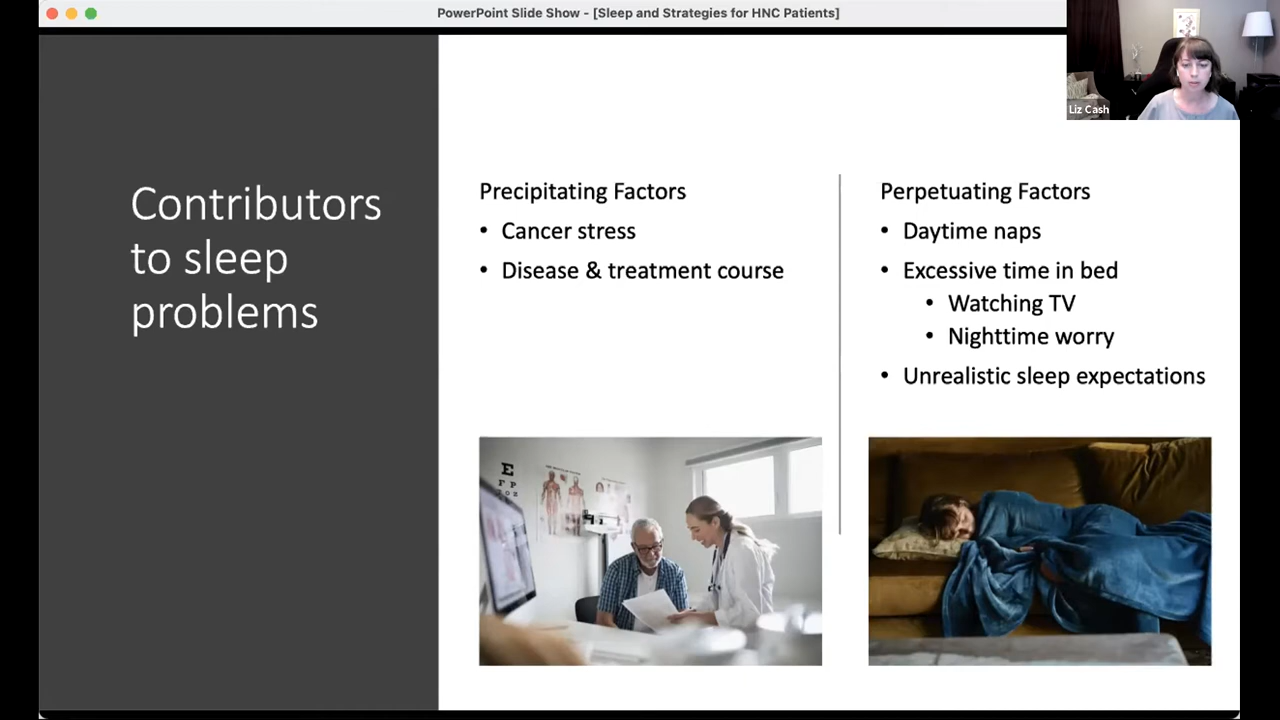 PowerPoint Slide Show - [Sleep and Strategies for HNC Patients]
Liz Cash
Contributors
to sleep
problems
Precipitating Factors
• Cancer stress
• Disease & treatment course
Perpetuating Factors
• Daytime naps
• Excessive time in bed
• Watching TV
• Nighttime worry
• Unrealistic sleep expectations
E
F P